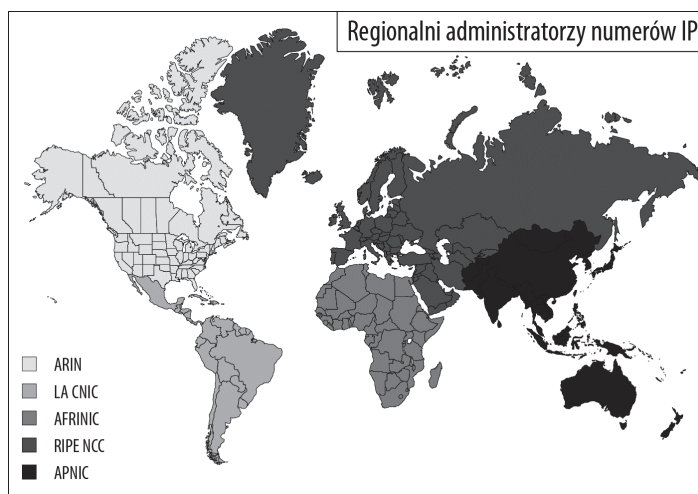 Regionalni administratorzy numerów IP
ARIN
LA CNIC
AFRINIC
RIPE NCC
APNIC